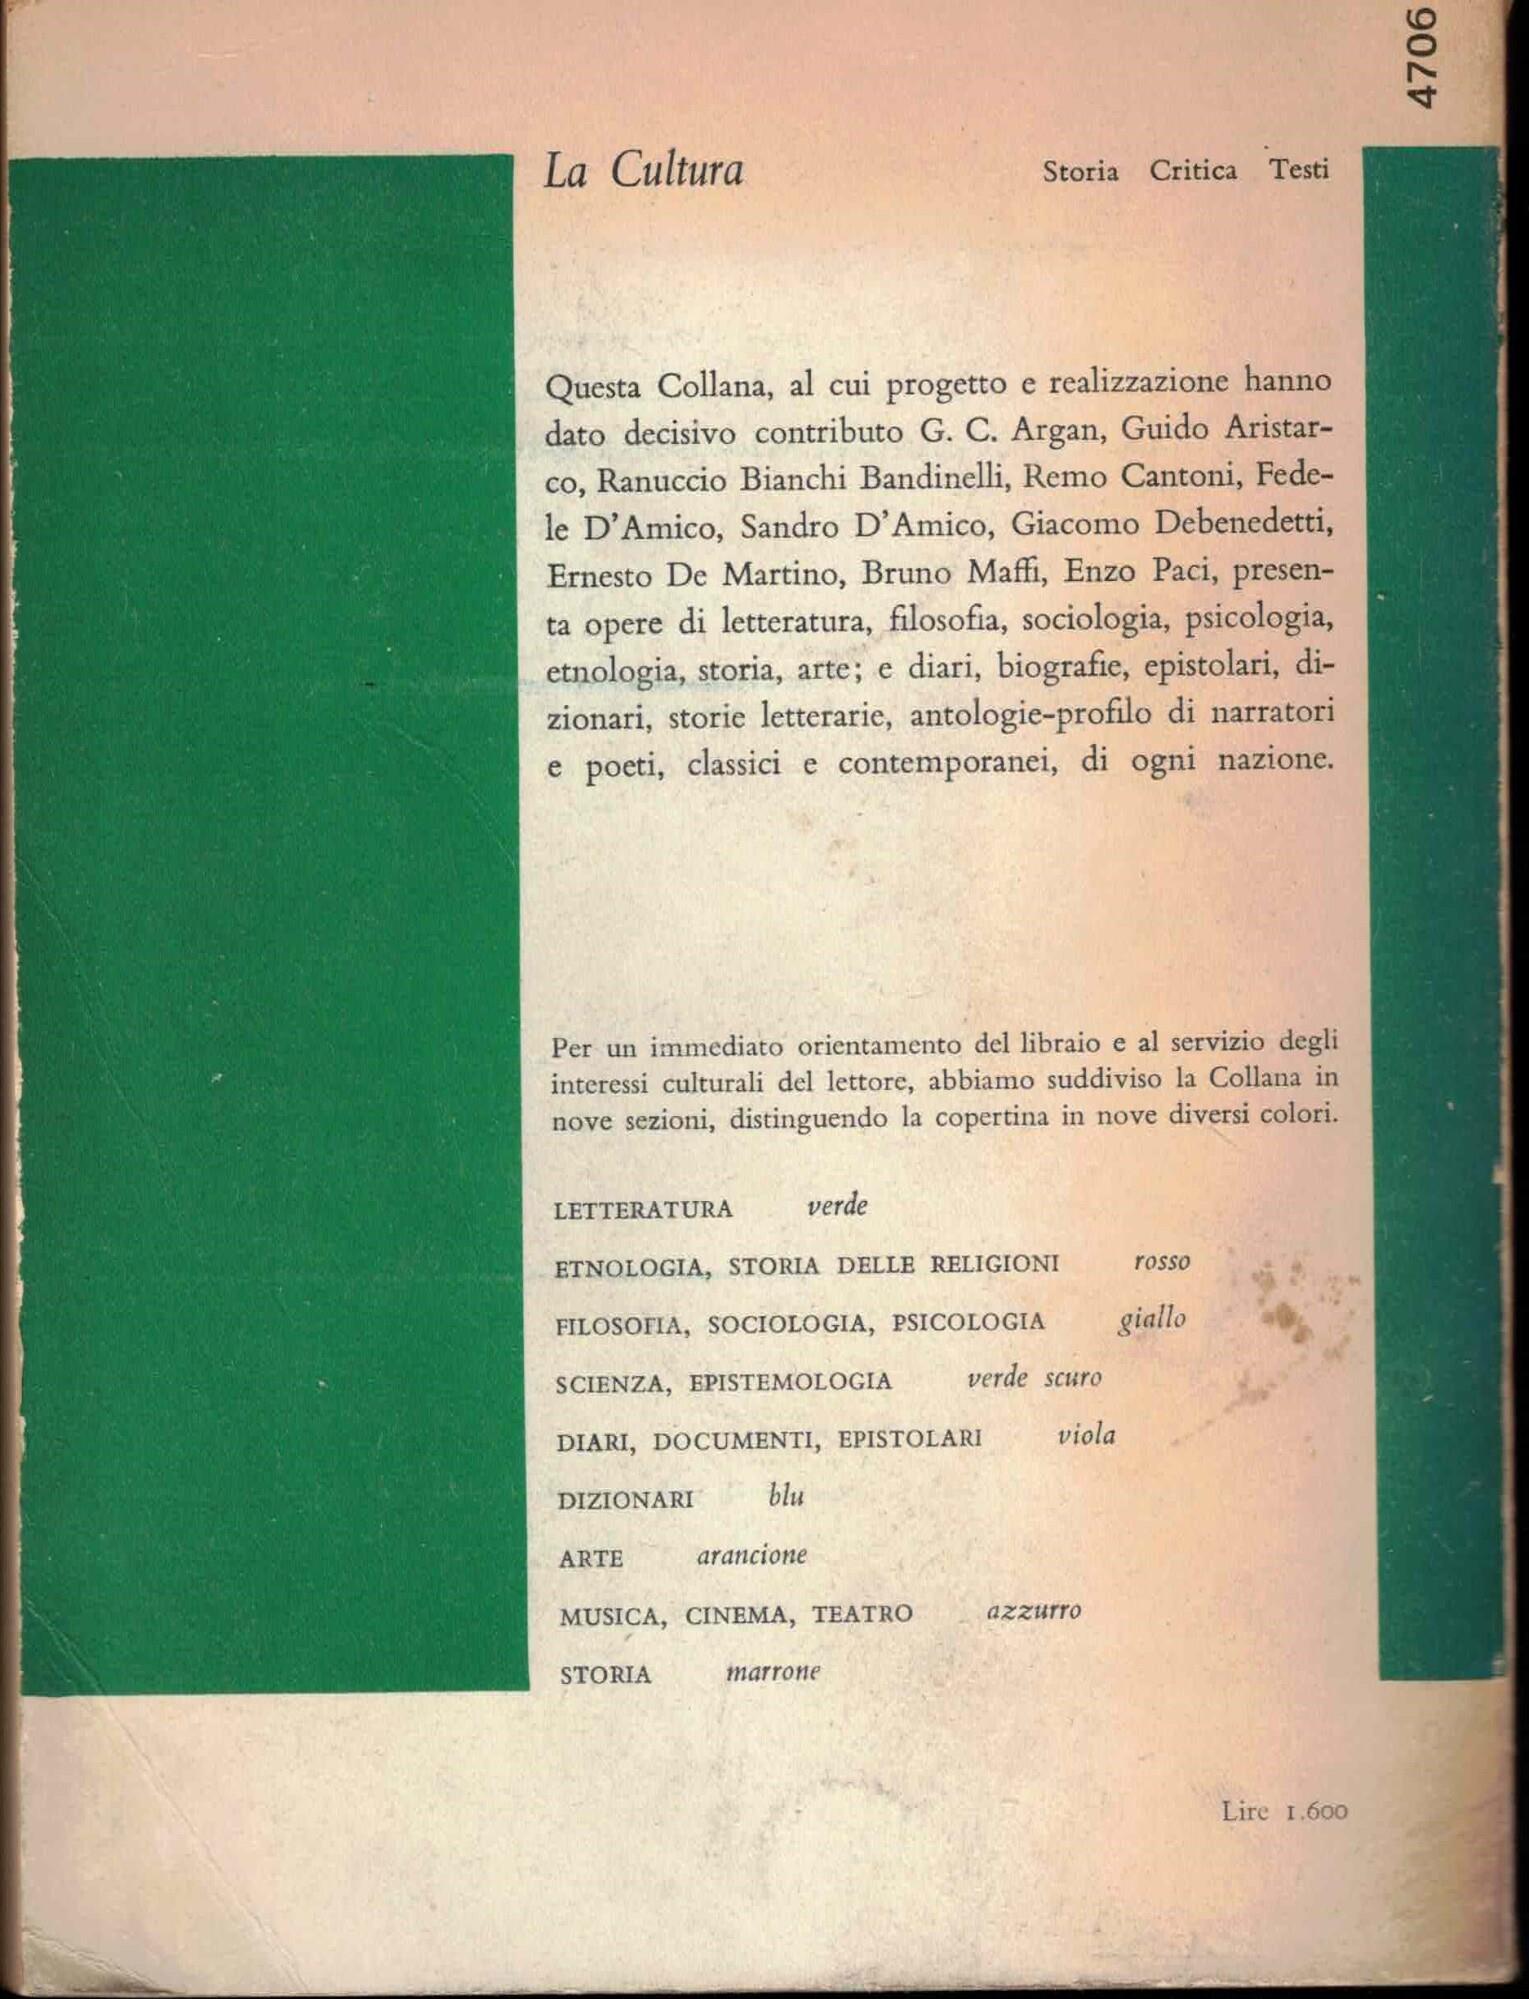 4706
La Cultura Storia Critica Testi
Questa Collana, al cui progetto e realizzazione hanno
dato decisivo contributo G. C. Argan, Guido Aristar-
co, Ranuccio Bianchi Bandinelli, Remo Cantoni, Fede-
le D'Amico, Sandro D'Amico, Giacomo Debenedetti,
Ernesto De Martino, Bruno Maffi, Enzo Paci, presen-
ta opere di letteratura, filosofia, sociologia, psicologia,
etnologia, storia, arte; e diari, biografie, epistolari, di-
zionari, storie letterarie, antologie-profilo di narratori
e poeti, classici e contemporanei, di ogni nazione.
Per un immediato orientamento del libraio e al servizio degli
interessi culturali del lettore, abbiamo suddiviso la Collana in
nove sezioni, distinguendo la copertina in nove diversi colori.
LETTERATURA verde
ETNOLOGIA, STORIA DELLE RELIGIONI rosso
FILOSOFIA, SOCIOLOGIA, PSICOLOGIA giallo
SCIENZA, EPISTEMOLOGIA verde scuro
DIARI, DOCUMENTI, EPISTOLARI viola
DIZIONARI blu
ARTE arancione
MUSICA, CINEMA, TEATRO azzurro
STORIA marrone
Lire 1.600